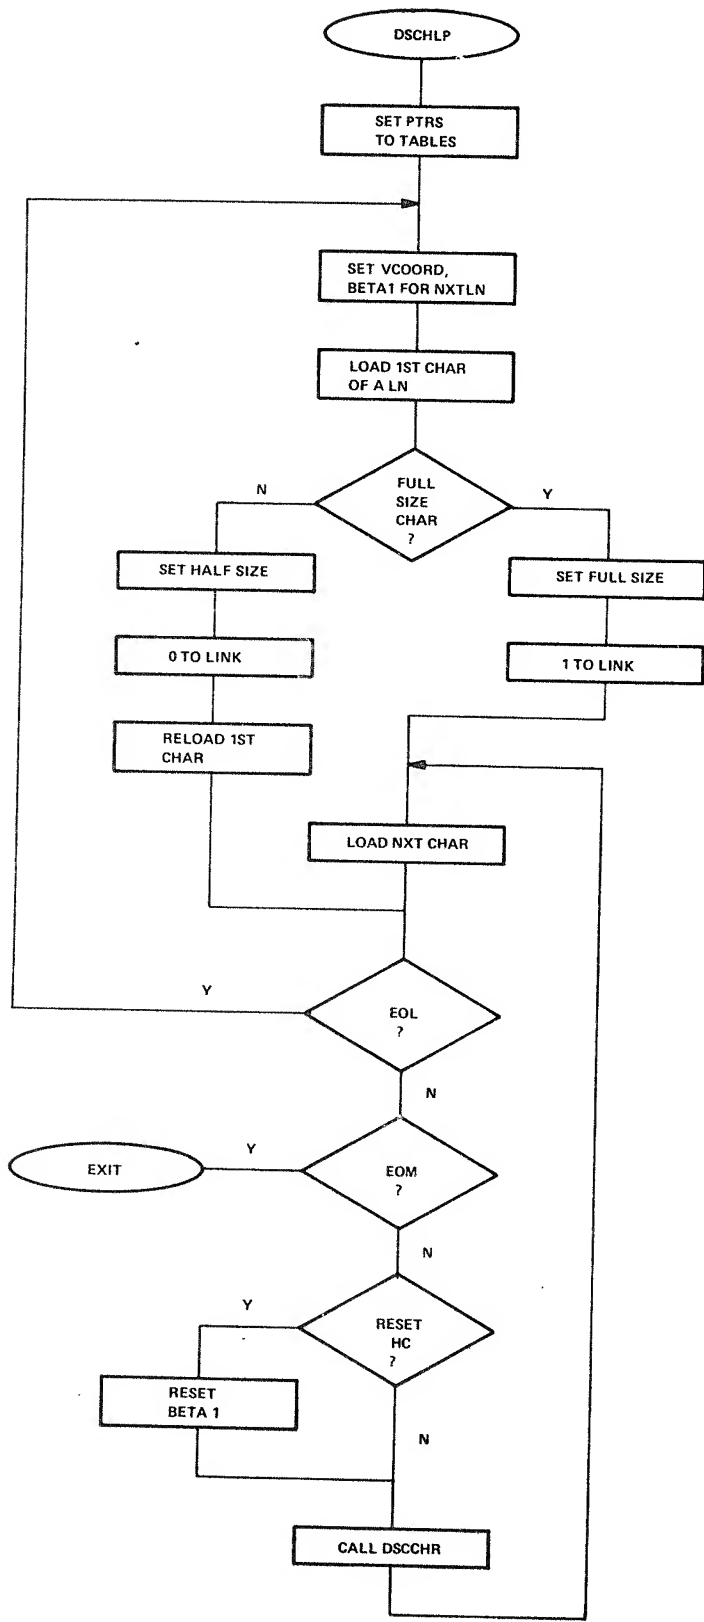 DSCHLP
SET PTRS
TO TABLES
SET VCOORD,
BETA1 FOR NXTLN
LOAD 1ST CHAR
OF A LN
FULL
SIZE
CHAR
?
N
Y
SET HALF SIZE
SET FULL SIZE
0 TO LINK
1 TO LINK
RELOAD 1ST
CHAR
LOAD NXT CHAR
EOL
?
Y
N
EOM
?
Y
EXIT
N
RESET
HC
?
Y
RESET
BETA 1
N
CALL DSCCHR